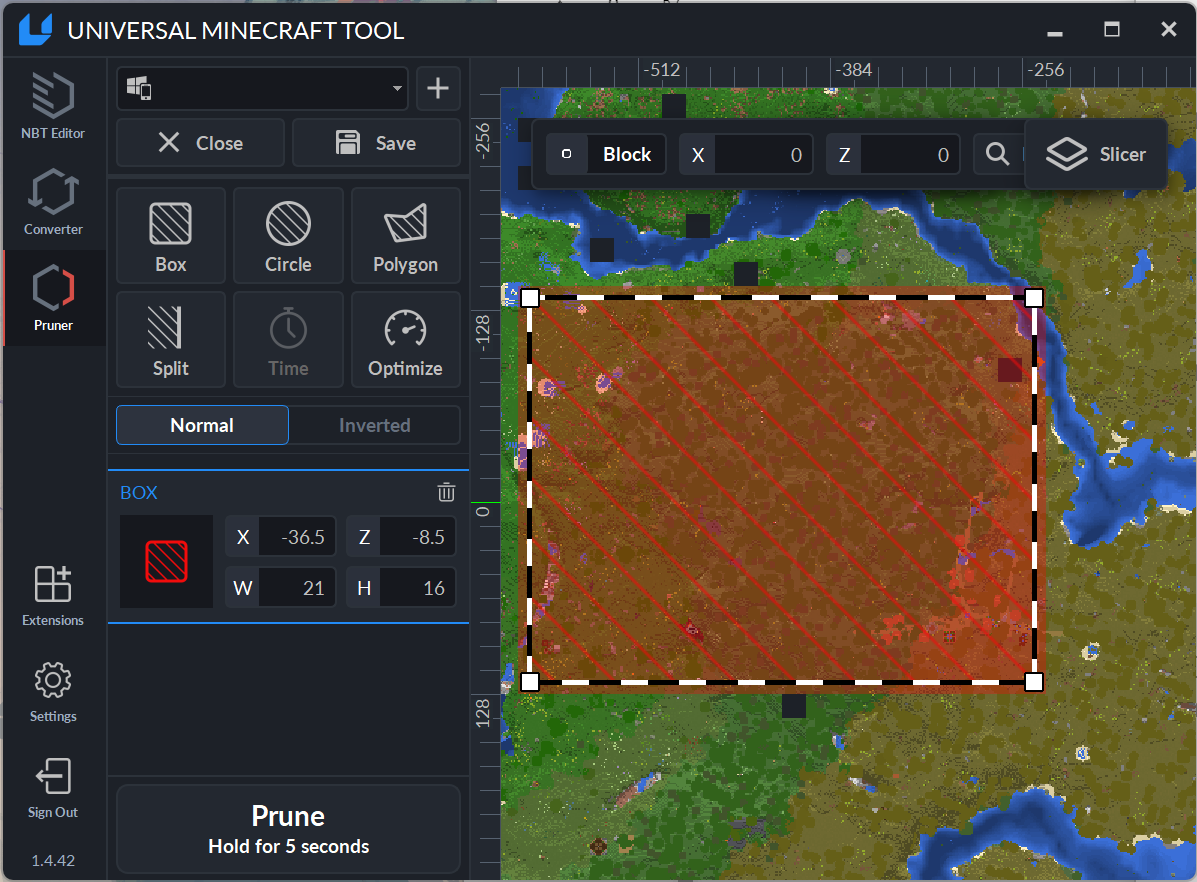 UNIVERSAL MINECRAFT TOOL
NBT Editor
Converter
Pruner
Extensions
Settings
Sign Out
1.4.42
Close
Save
Box
Circle
Polygon
Split
Time
Optimize
Normal
Inverted
BOX
X -36.5 Z -8.5
W 21 H 16
Prune
Hold for 5 seconds
-512 -384 -256
-256
-128
0
128
Block X 0 Z 0
Slicer